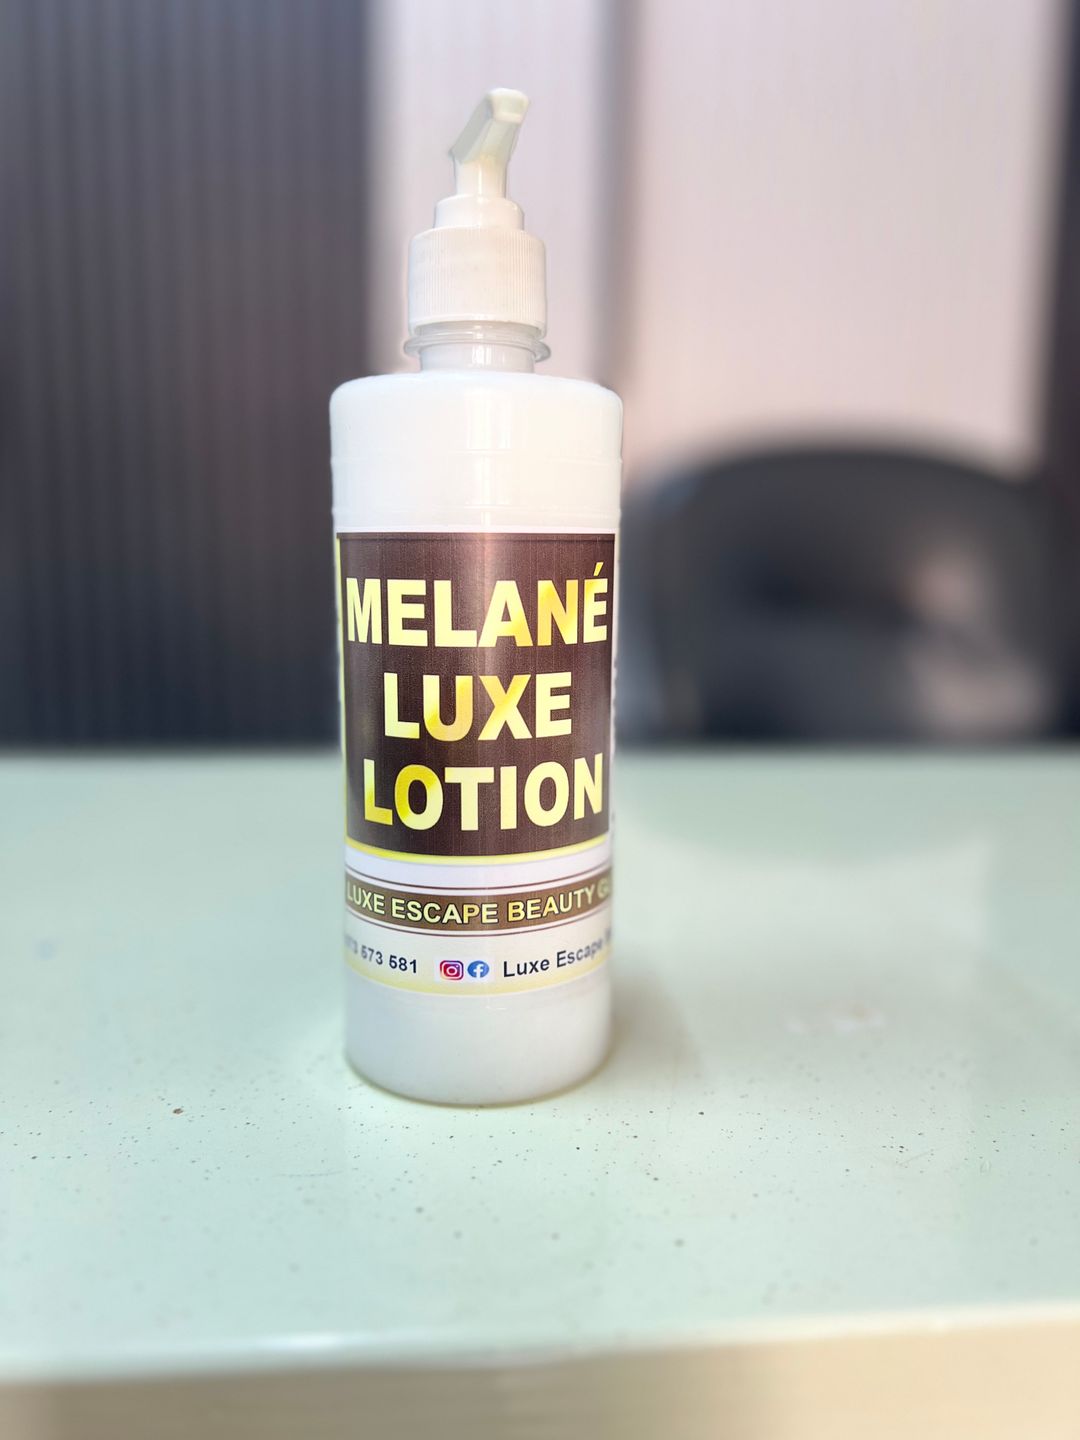 MELANÉ
LUXE
LOTION
LUXE ESCAPE BEAUTY
573 581 Luxe Escape